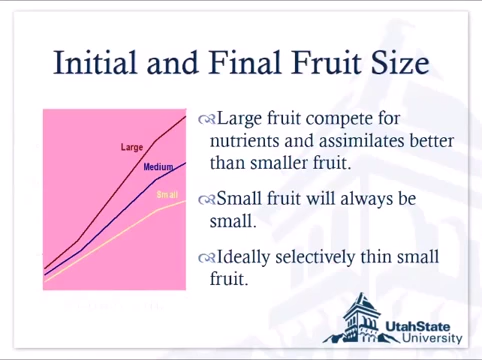 Initial and Final Fruit Size
Large
Medium
Small
Large fruit compete for
nutrients and assimilates better
than smaller fruit.
Small fruit will always be
small.
Ideally selectively thin small
fruit.
UtahState
University